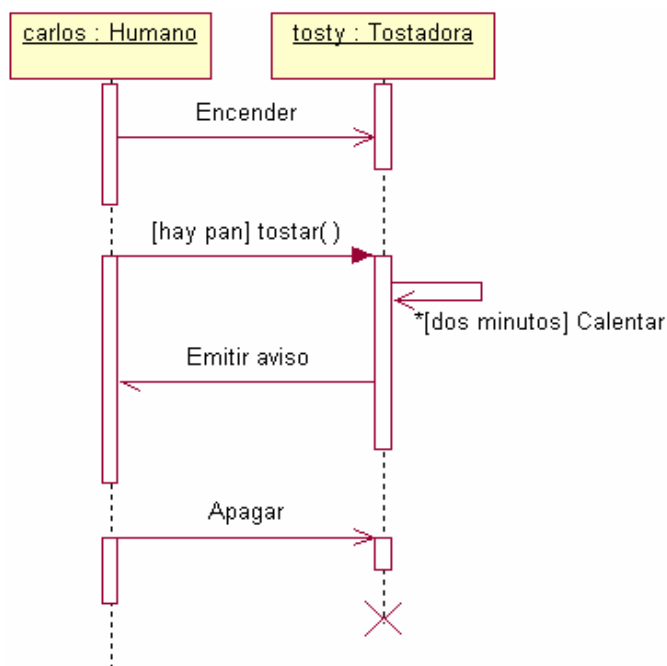 carlos : Humano
tosty : Tostadora
Encender
[hay pan] tostar( )
*[dos minutos] Calentar
Emitir aviso
Apagar